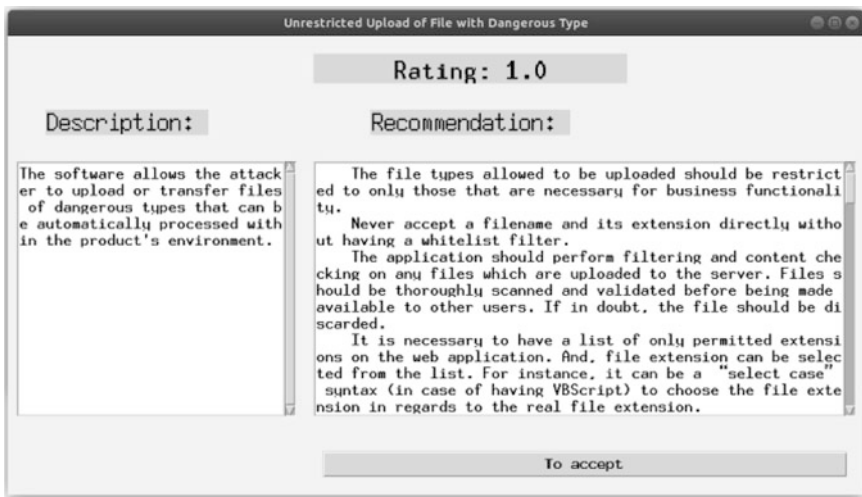 Unrestricted Upload of File with Dangerous Type
Rating: 1.0
Description:
Recommendation:
The software allows the attack
er to upload or transfer files
of dangerous types that can b
e automatically processed with
in the product's environment.
The file types allowed to be uploaded should be restrict
ed to only those that are necessary for business functionali
ty.
Never accept a filename and its extension directly witho
ut having a whitelist filter.
The application should perform filtering and content che
cking on any files which are uploaded to the server. Files s
hould be thoroughly scanned and validated before being made
available to other users. If in doubt, the file should be di
scarded.
It is necessary to have a list of only permitted extensi
ons on the web application. And, file extension can be selec
ted from the list. For instance, it can be a “select case”
syntax (in case of having VBScript) to choose the file exte
nsion in regards to the real file extension.
To accept